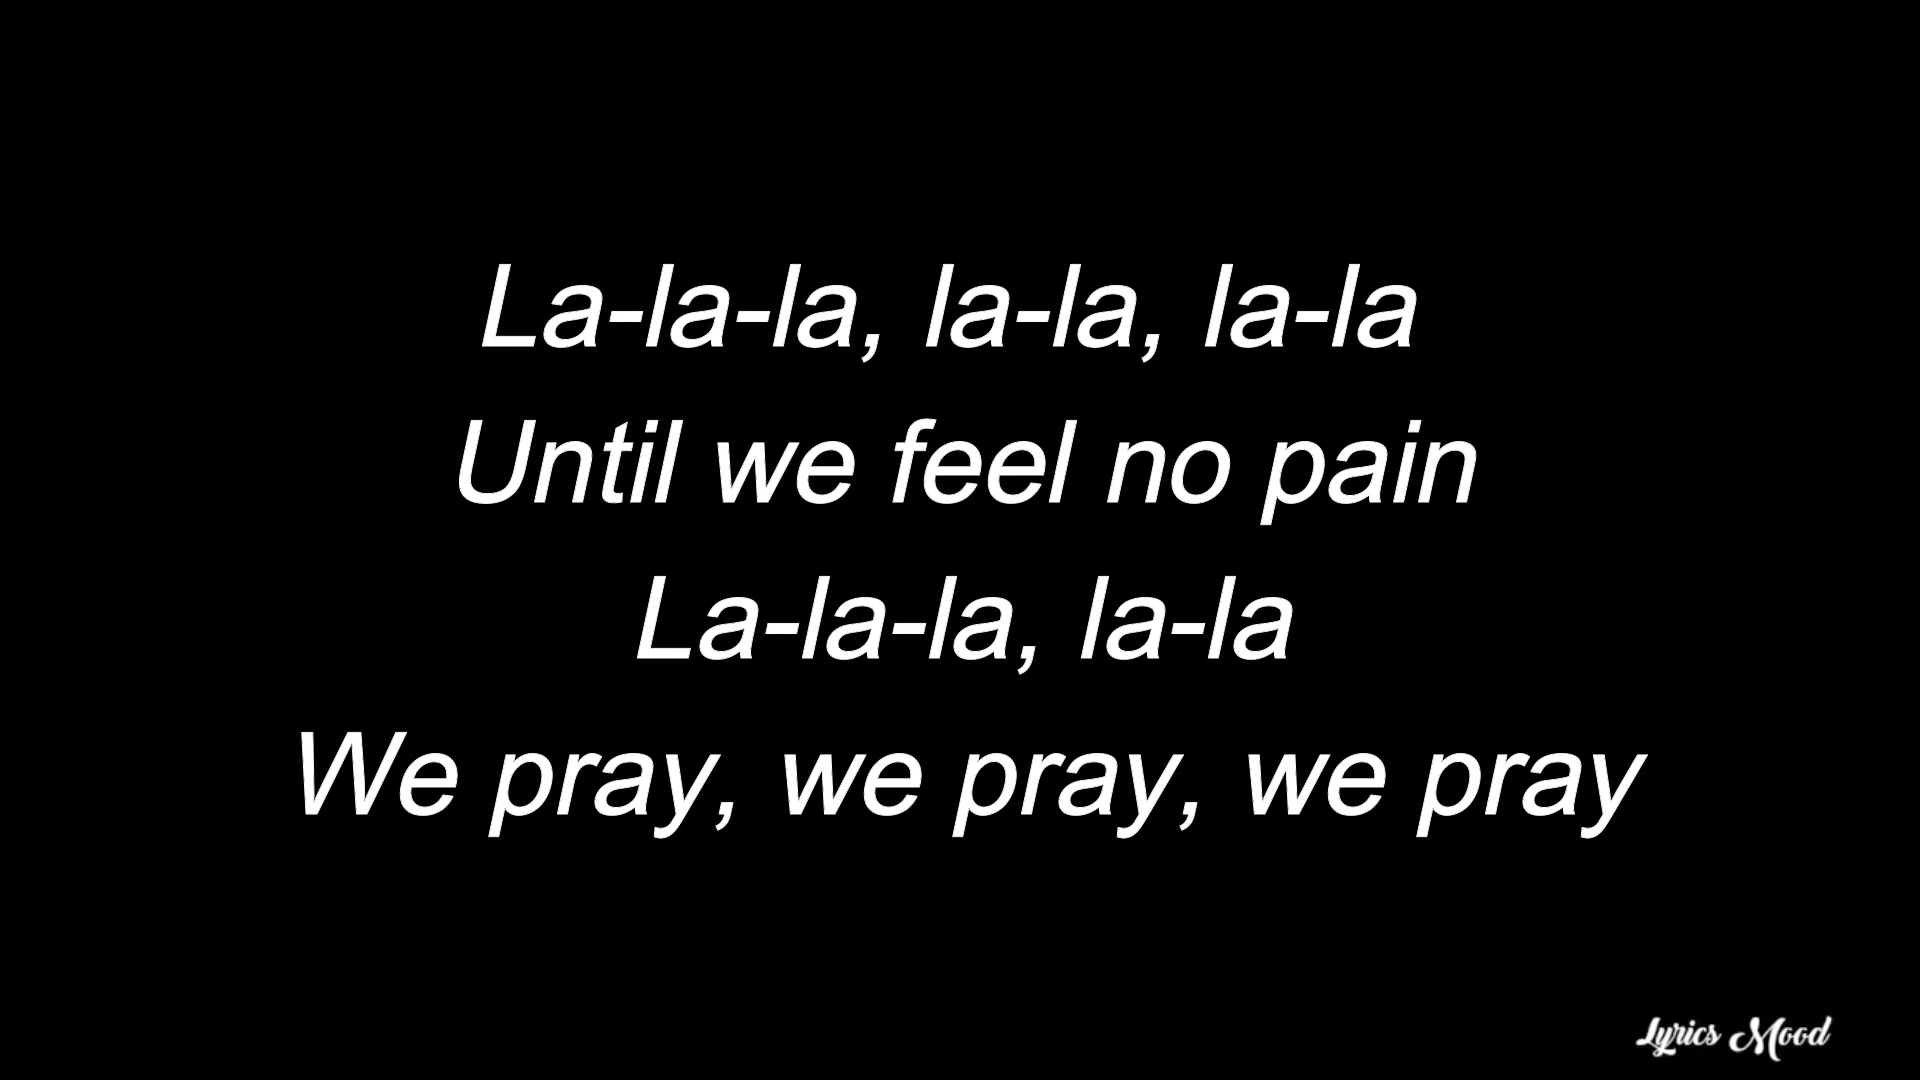 La-la-la, la-la, la-la
Until we feel no pain
La-la-la, la-la
We pray, we pray, we pray
Lyrics Mood